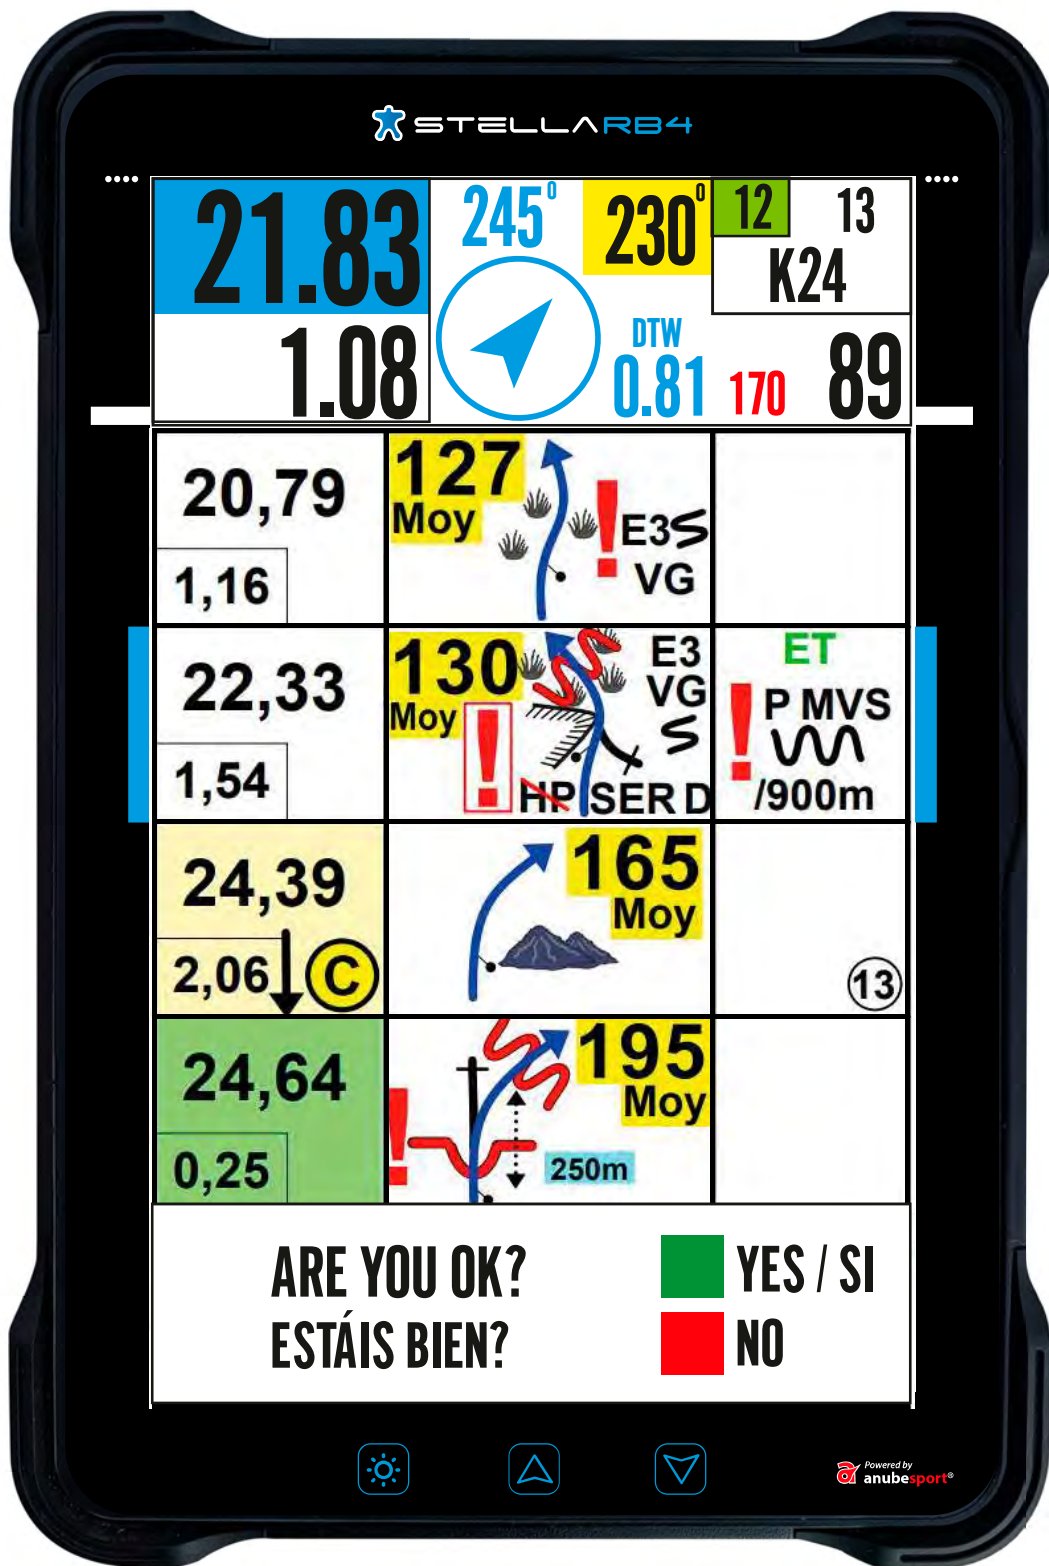 STELLA RB4
21.83
245°
230°
12
13
K24
1.08
DTW
0.81
170
89
20,79
1,16
127
Moy
! E3
VG
22,33
1,54
130
Moy
!
E3
VG
HP SER D
ET
! P MVS
/900m
24,39
2,06
C
165
Moy
13
24,64
0,25
!
195
Moy
250m
ARE YOU OK?
YES / SI
ESTÁIS BIEN?
NO
Powered by
anubesport®